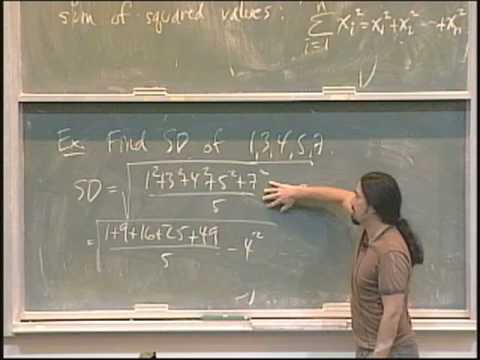 sum of squared values: \sum_{i=1}^{n} x_i^2 = x_1^2 + x_2^2 + ⋯ + x_n^2
Ex. Find SD of 1,3,4,5,7.
SD = \sqrt{\frac{1^2+3^2+4^2+5^2+7^2}{5}}
= \sqrt{\frac{1+9+16+25+49}{5} - 4^2}